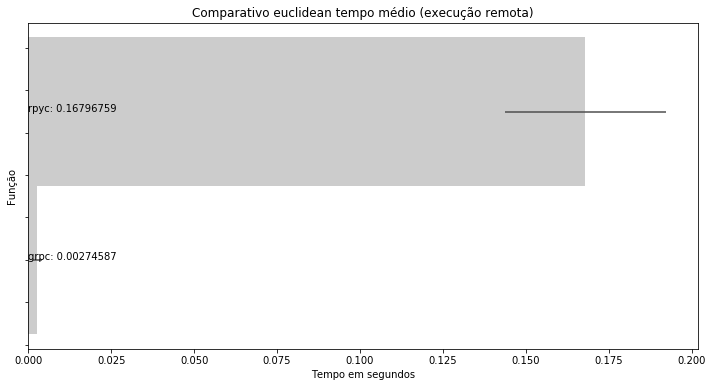 Comparativo euclidean tempo médio (execução remota)
rpyc: 0.16796759
Função
grpc: 0.00274587
0.000 0.025 0.050 0.075 0.100 0.125 0.150 0.175 0.200
Tempo em segundos